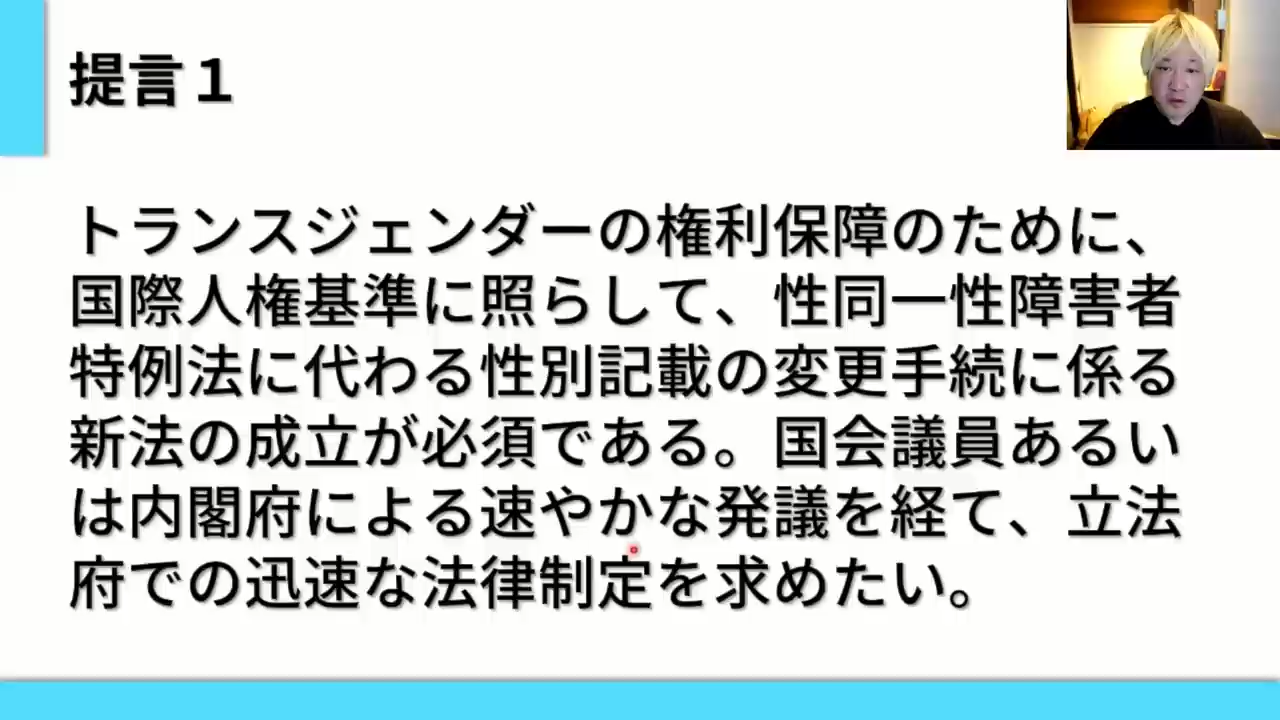 提言１
トランスジェンダーの権利保障のために、
国際人権基準に照らして、性同一性障害者
特例法に代わる性別記載の変更手続に係る
新法の成立が必須である。国会議員あるい
は内閣府による速やかな発議を経て、立法
府での迅速な法律制定を求めたい。